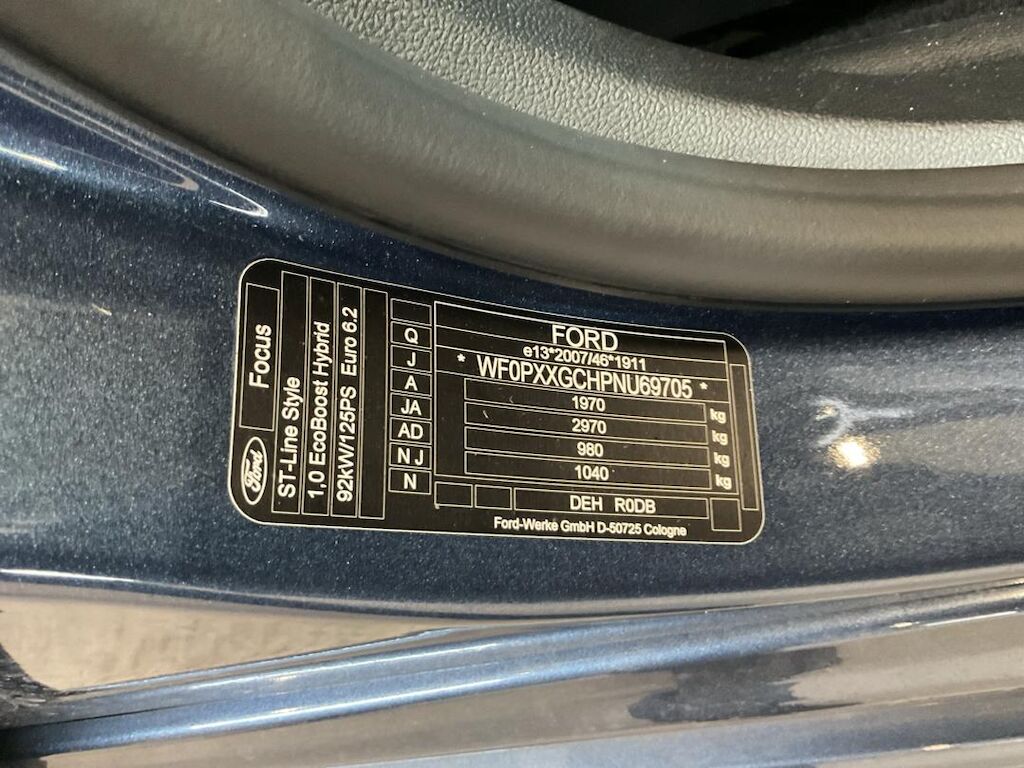 Ford
Focus
ST-Line Style
1,0 EcoBoost Hybrid
92kW/125PS Euro 6.2
Q
J
A
JA
AD
NJ
N
FORD
e13*2007/46*1911
* WF0PXXGCHPNU69705 *
1970 kg
2970 kg
980 kg
1040 kg
DEH R0DB
Ford-Werke GmbH D-50725 Cologne